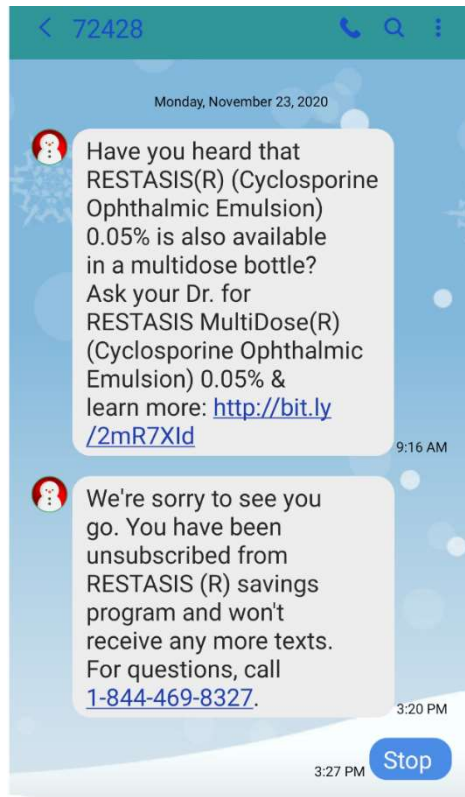 72428
Monday, November 23, 2020
Have you heard that
RESTASIS(R) (Cyclosporine
Ophthalmic Emulsion)
0.05% is also available
in a multidose bottle?
Ask your Dr. for
RESTASIS MultiDose(R)
(Cyclosporine Ophthalmic
Emulsion) 0.05% &
learn more: http://bit.ly
/2mR7XId
9:16 AM
We're sorry to see you
go. You have been
unsubscribed from
RESTASIS (R) savings
program and won't
receive any more texts.
For questions, call
1-844-469-8327.
3:20 PM
Stop
3:27 PM